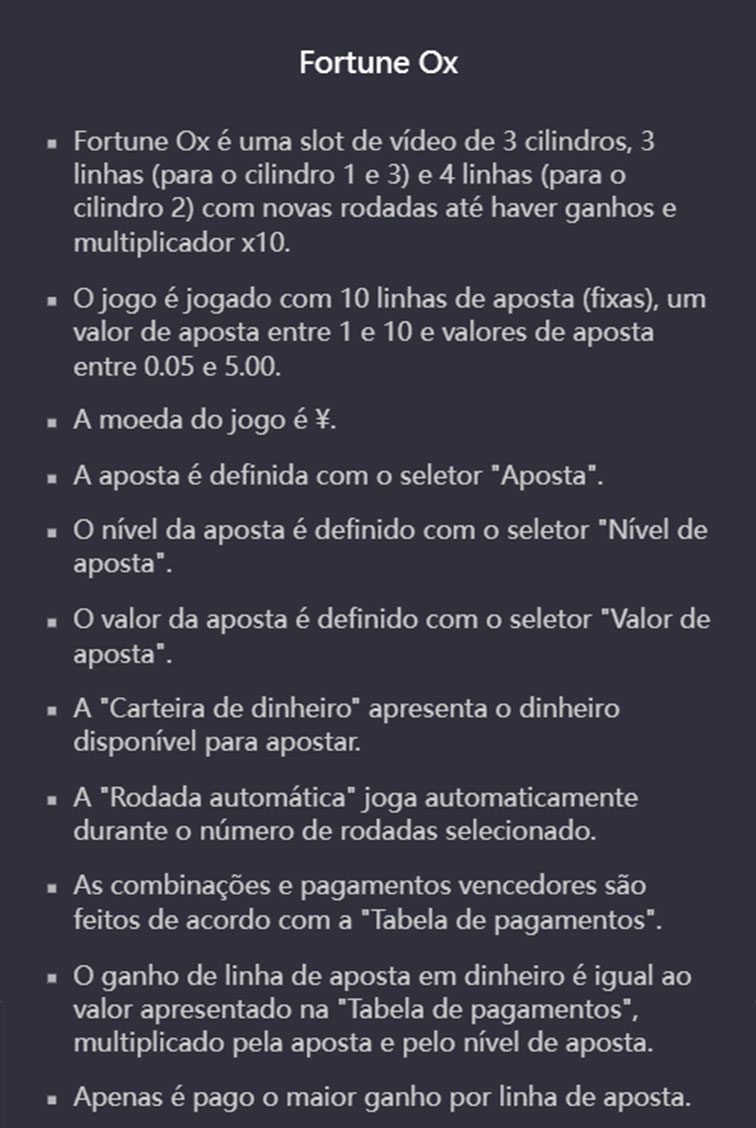 Fortune Ox
▪ Fortune Ox é uma slot de vídeo de 3 cilindros, 3
linhas (para o cilindro 1 e 3) e 4 linhas (para o
cilindro 2) com novas rodadas até haver ganhos e
multiplicador x10.
▪ O jogo é jogado com 10 linhas de aposta (fixas), um
valor de aposta entre 1 e 10 e valores de aposta
entre 0.05 e 5.00.
▪ A moeda do jogo é ¥.
▪ A aposta é definida com o seletor "Aposta".
▪ O nível da aposta é definido com o seletor "Nível de
aposta".
▪ O valor da aposta é definido com o seletor "Valor de
aposta".
▪ A "Carteira de dinheiro" apresenta o dinheiro
disponível para apostar.
▪ A "Rodada automática" joga automaticamente
durante o número de rodadas selecionado.
▪ As combinações e pagamentos vencedores são
feitos de acordo com a "Tabela de pagamentos".
▪ O ganho de linha de aposta em dinheiro é igual ao
valor apresentado na "Tabela de pagamentos",
multiplicado pela aposta e pelo nível de aposta.
▪ Apenas é pago o maior ganho por linha de aposta.